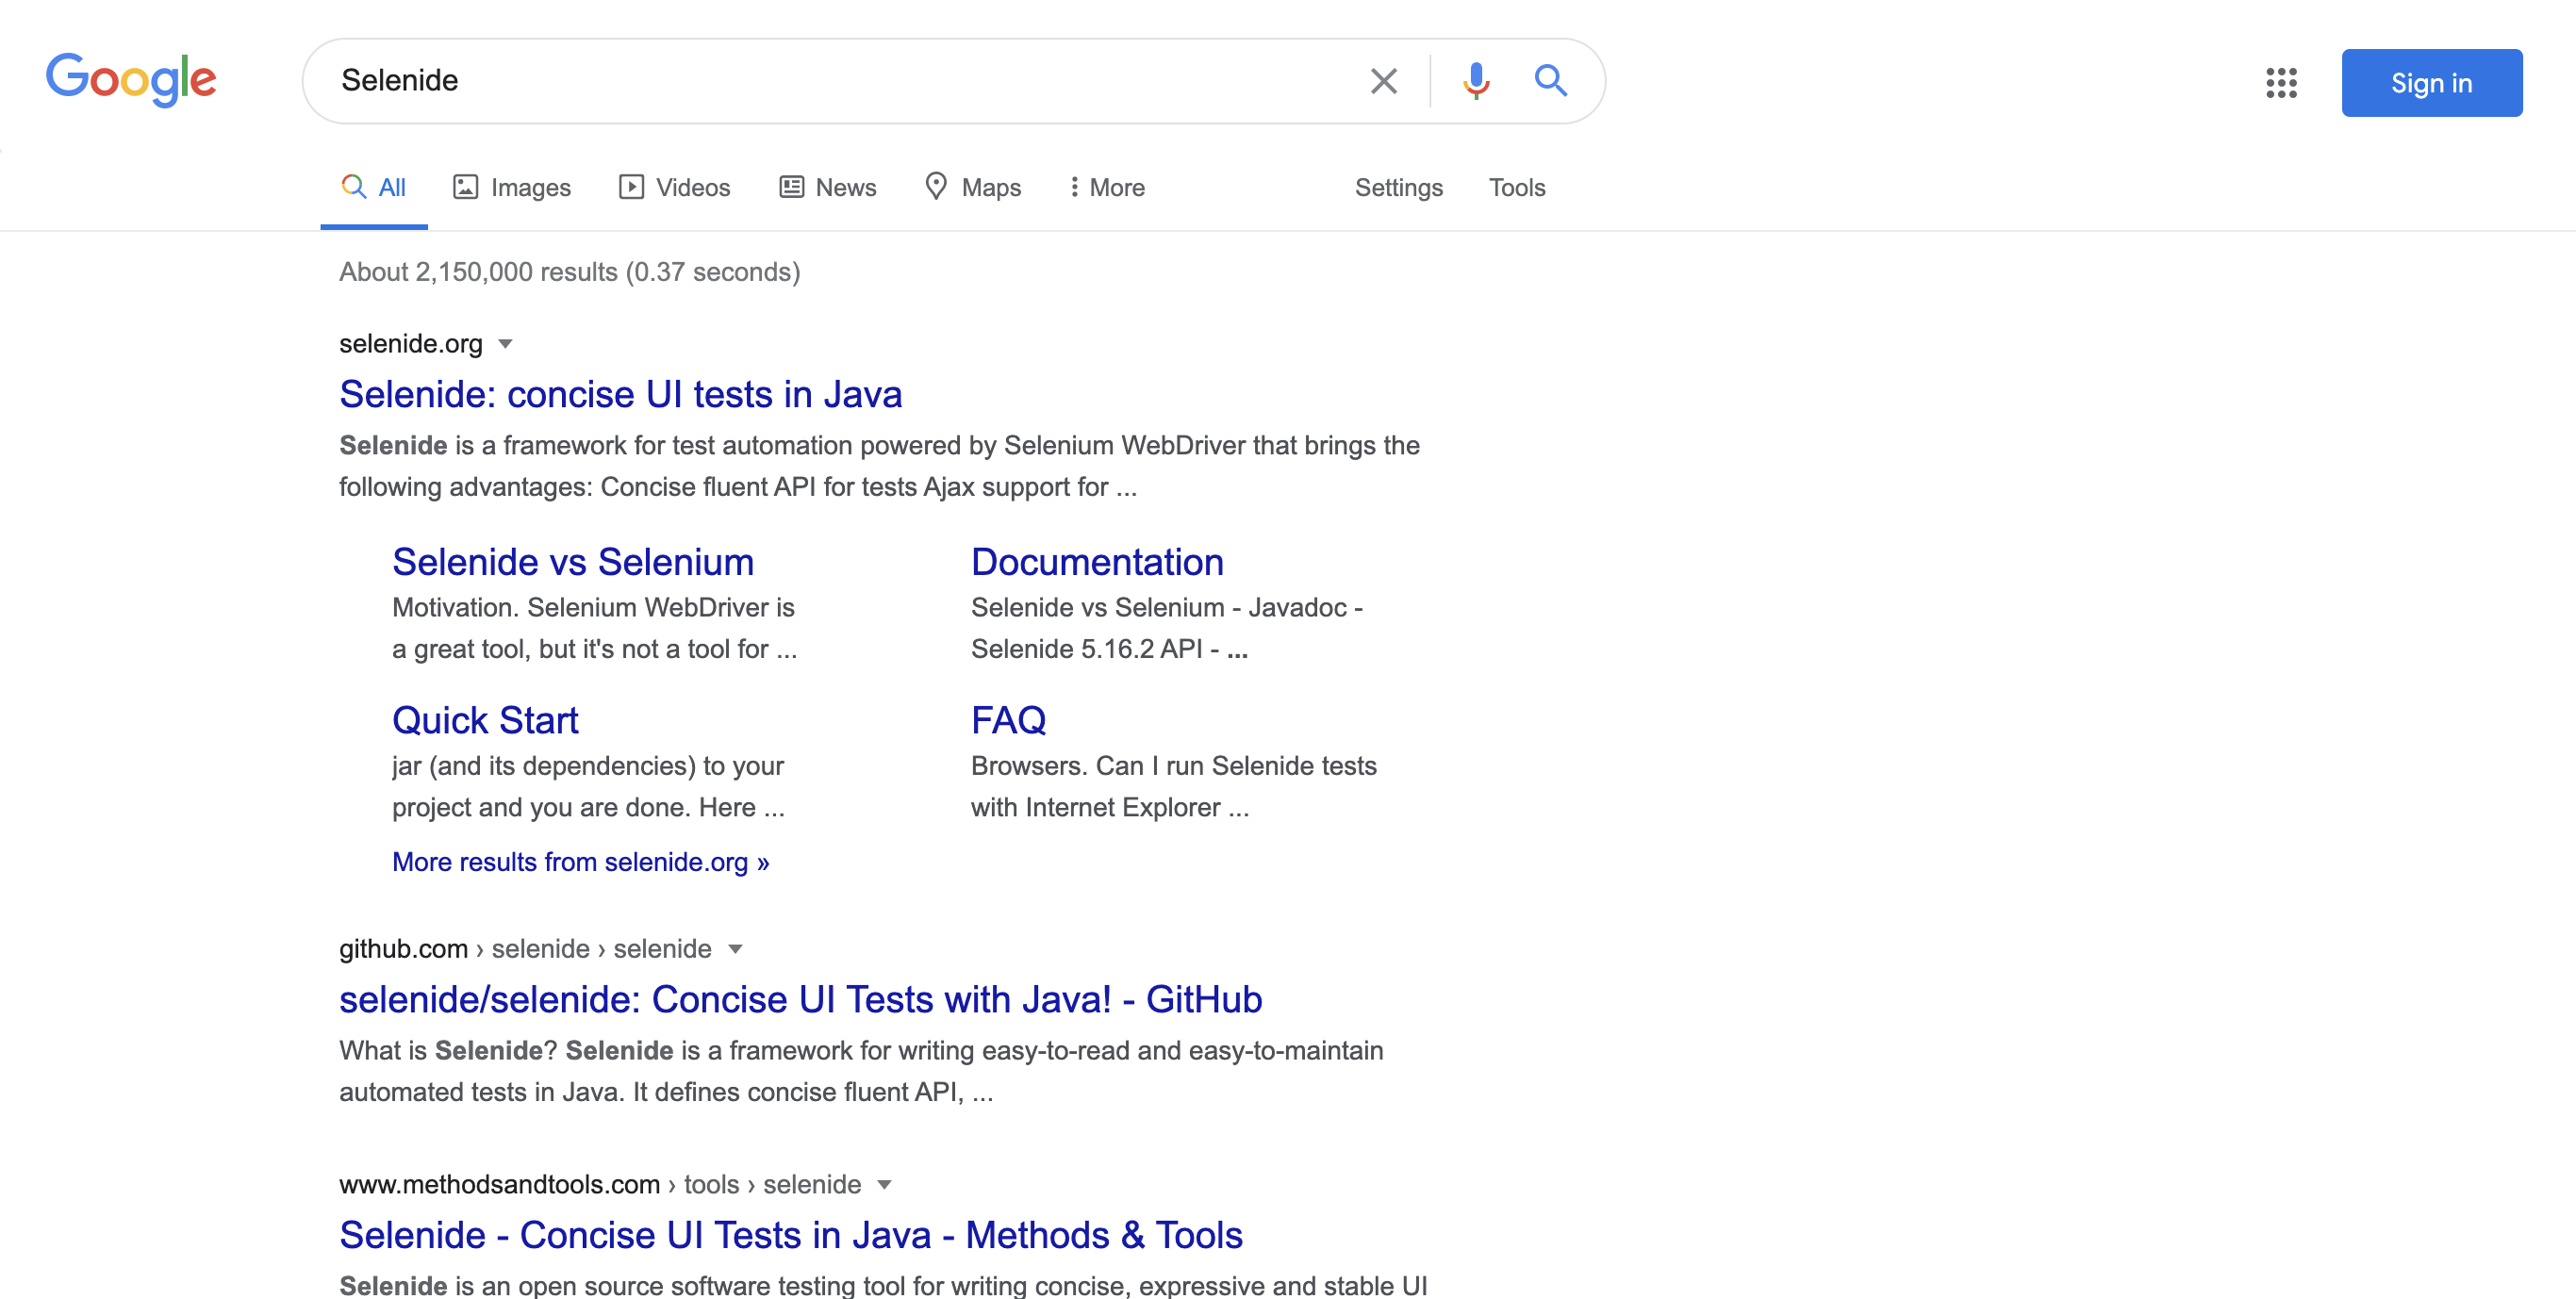 Google
Selenide
Sign in
All Images Videos News Maps More Settings Tools
About 2,150,000 results (0.37 seconds)
selenide.org
Selenide: concise UI tests in Java
Selenide is a framework for test automation powered by Selenium WebDriver that brings the
following advantages: Concise fluent API for tests Ajax support for ...
Selenide vs Selenium
Motivation. Selenium WebDriver is
a great tool, but it's not a tool for ...
Documentation
Selenide vs Selenium - Javadoc -
Selenide 5.16.2 API - ...
Quick Start
jar (and its dependencies) to your
project and you are done. Here ...
FAQ
Browsers. Can I run Selenide tests
with Internet Explorer ...
More results from selenide.org »
github.com › selenide › selenide
selenide/selenide: Concise UI Tests with Java! - GitHub
What is Selenide? Selenide is a framework for writing easy-to-read and easy-to-maintain
automated tests in Java. It defines concise fluent API, ...
www.methodsandtools.com › tools › selenide
Selenide - Concise UI Tests in Java - Methods & Tools
Selenide is an open source software testing tool for writing concise, expressive and stable UI